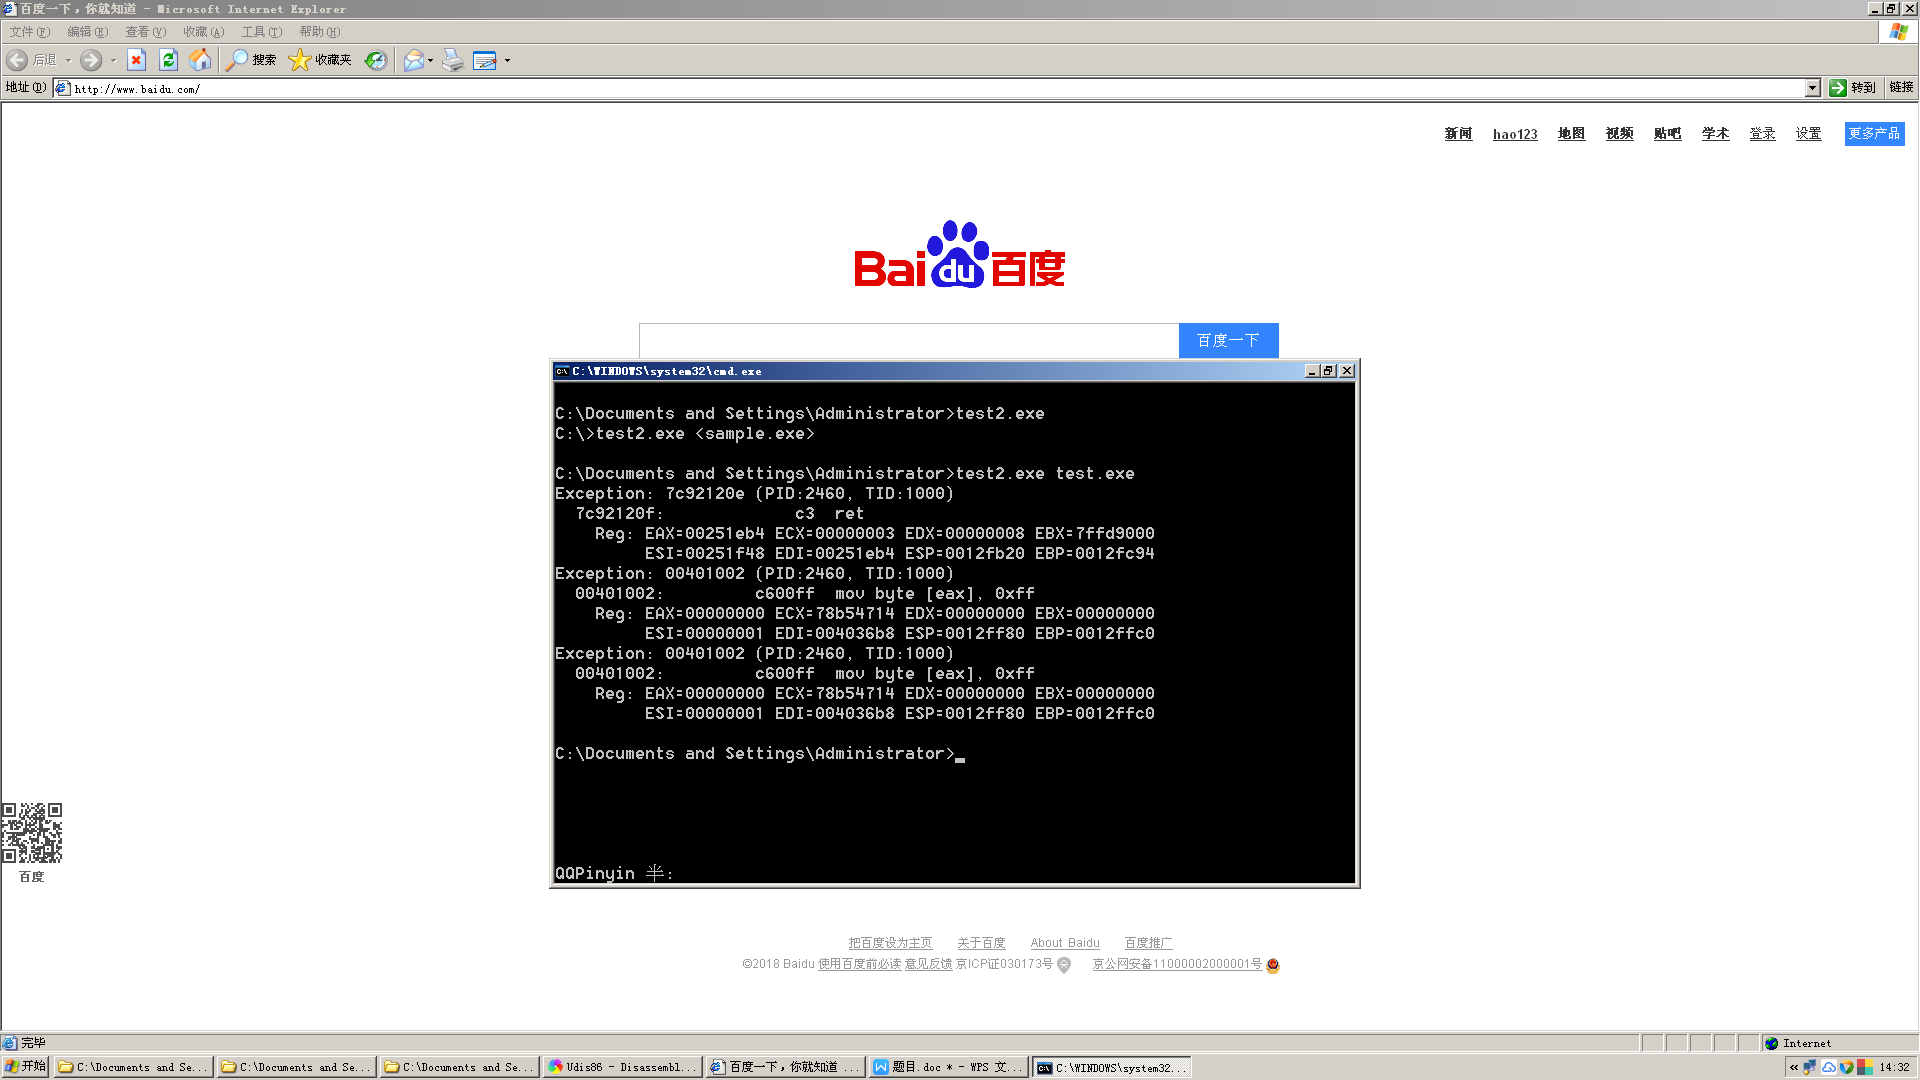 百度一下，你就知道 - Microsoft Internet Explorer
文件(F) 编辑(E) 查看(V) 收藏(A) 工具(T) 帮助(H)
后退 搜索 收藏夹
地址(D) http://www.baidu.com/ 转到 链接
新闻 hao123 地图 视频 贴吧 学术 登录 设置 更多产品
Bai du 百度
百度一下
C:\WINDOWS\system32\cmd.exe
C:\Documents and Settings\Administrator>test2.exe
C:\>test2.exe <sample.exe>
C:\Documents and Settings\Administrator>test2.exe test.exe
Exception: 7c92120e (PID:2460, TID:1000)
7c92120f: c3 ret
Reg: EAX=00251eb4 ECX=00000003 EDX=00000008 EBX=7ffd9000
ESI=00251f48 EDI=00251eb4 ESP=0012fb20 EBP=0012fc94
Exception: 00401002 (PID:2460, TID:1000)
00401002: c600ff mov byte [eax], 0xff
Reg: EAX=00000000 ECX=78b54714 EDX=00000000 EBX=00000000
ESI=00000001 EDI=004036b8 ESP=0012ff80 EBP=0012ffc0
Exception: 00401002 (PID:2460, TID:1000)
00401002: c600ff mov byte [eax], 0xff
Reg: EAX=00000000 ECX=78b54714 EDX=00000000 EBX=00000000
ESI=00000001 EDI=004036b8 ESP=0012ff80 EBP=0012ffc0
C:\Documents and Settings\Administrator>
QQPinyin 半:
百度
把百度设为主页 关于百度 About Baidu 百度推广
©2018 Baidu 使用百度前必读 意见反馈 京ICP证030173号 京公网安备11000002000001号
完毕 Internet
开始 C:\Documents and Se... C:\Documents and Se... C:\Documents and Se... Udis86 - Disassembl... 百度一下，你就知道 ... 题目.doc * - WPS 文... C:\WINDOWS\system32... « 14:32